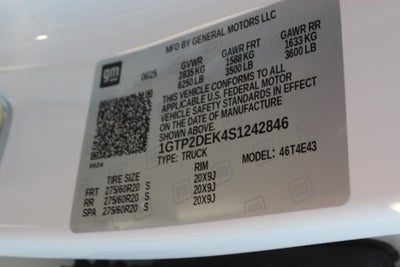 gm
MFD BY GENERAL MOTORS LLC
06/25 GVWR GAWR FRT GAWR RR
2835 KG 1588 KG 1633 KG
6250 LB 3500 LB 3600 LB
THIS VEHICLE CONFORMS TO ALL
APPLICABLE U.S. FEDERAL MOTOR
VEHICLE SAFETY STANDARDS IN EFFECT
ON THE DATE OF MANUFACTURE
SHOWN ABOVE.
1GTP2DEK4S1242846
TYPE: TRUCK MODEL: 46T4E43
TIRE SIZE RIM
FRT 275/60R20 S 20X9J
RR 275/60R20 S 20X9J
SPA 275/60R20 S 20X9J